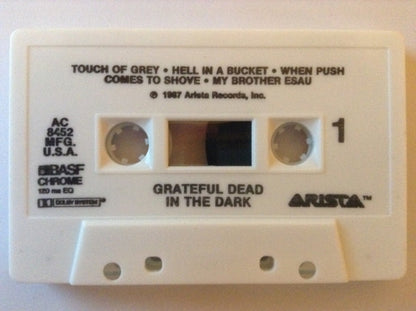 TOUCH OF GREY • HELL IN A BUCKET • WHEN PUSH
COMES TO SHOVE • MY BROTHER ESAU
℗ 1987 Arista Records, Inc.
AC
8452
MFG.
U.S.A.
1
BASF
CHROME
120 ms EQ
DOLBY SYSTEM
GRATEFUL DEAD
IN THE DARK
ARISTA™